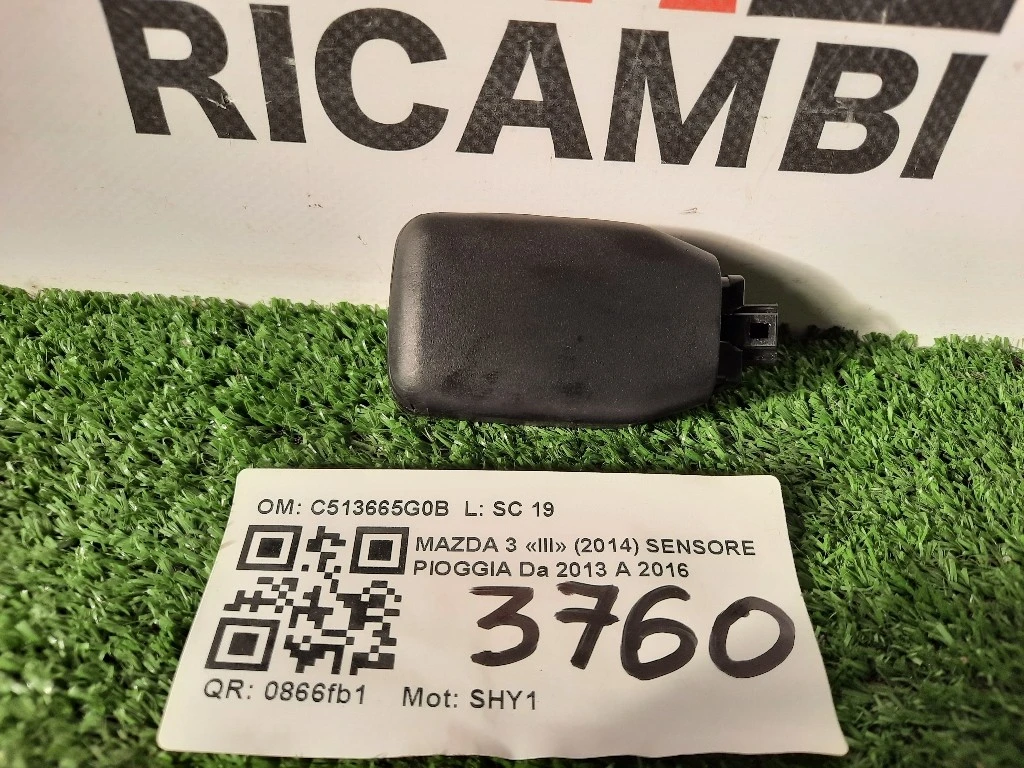 RICAMBI
OM: C513665G0B L: SC 19
MAZDA 3 «III» (2014) SENSORE
PIOGGIA Da 2013 A 2016
3760
QR: 0866fb1 Mot: SHY1